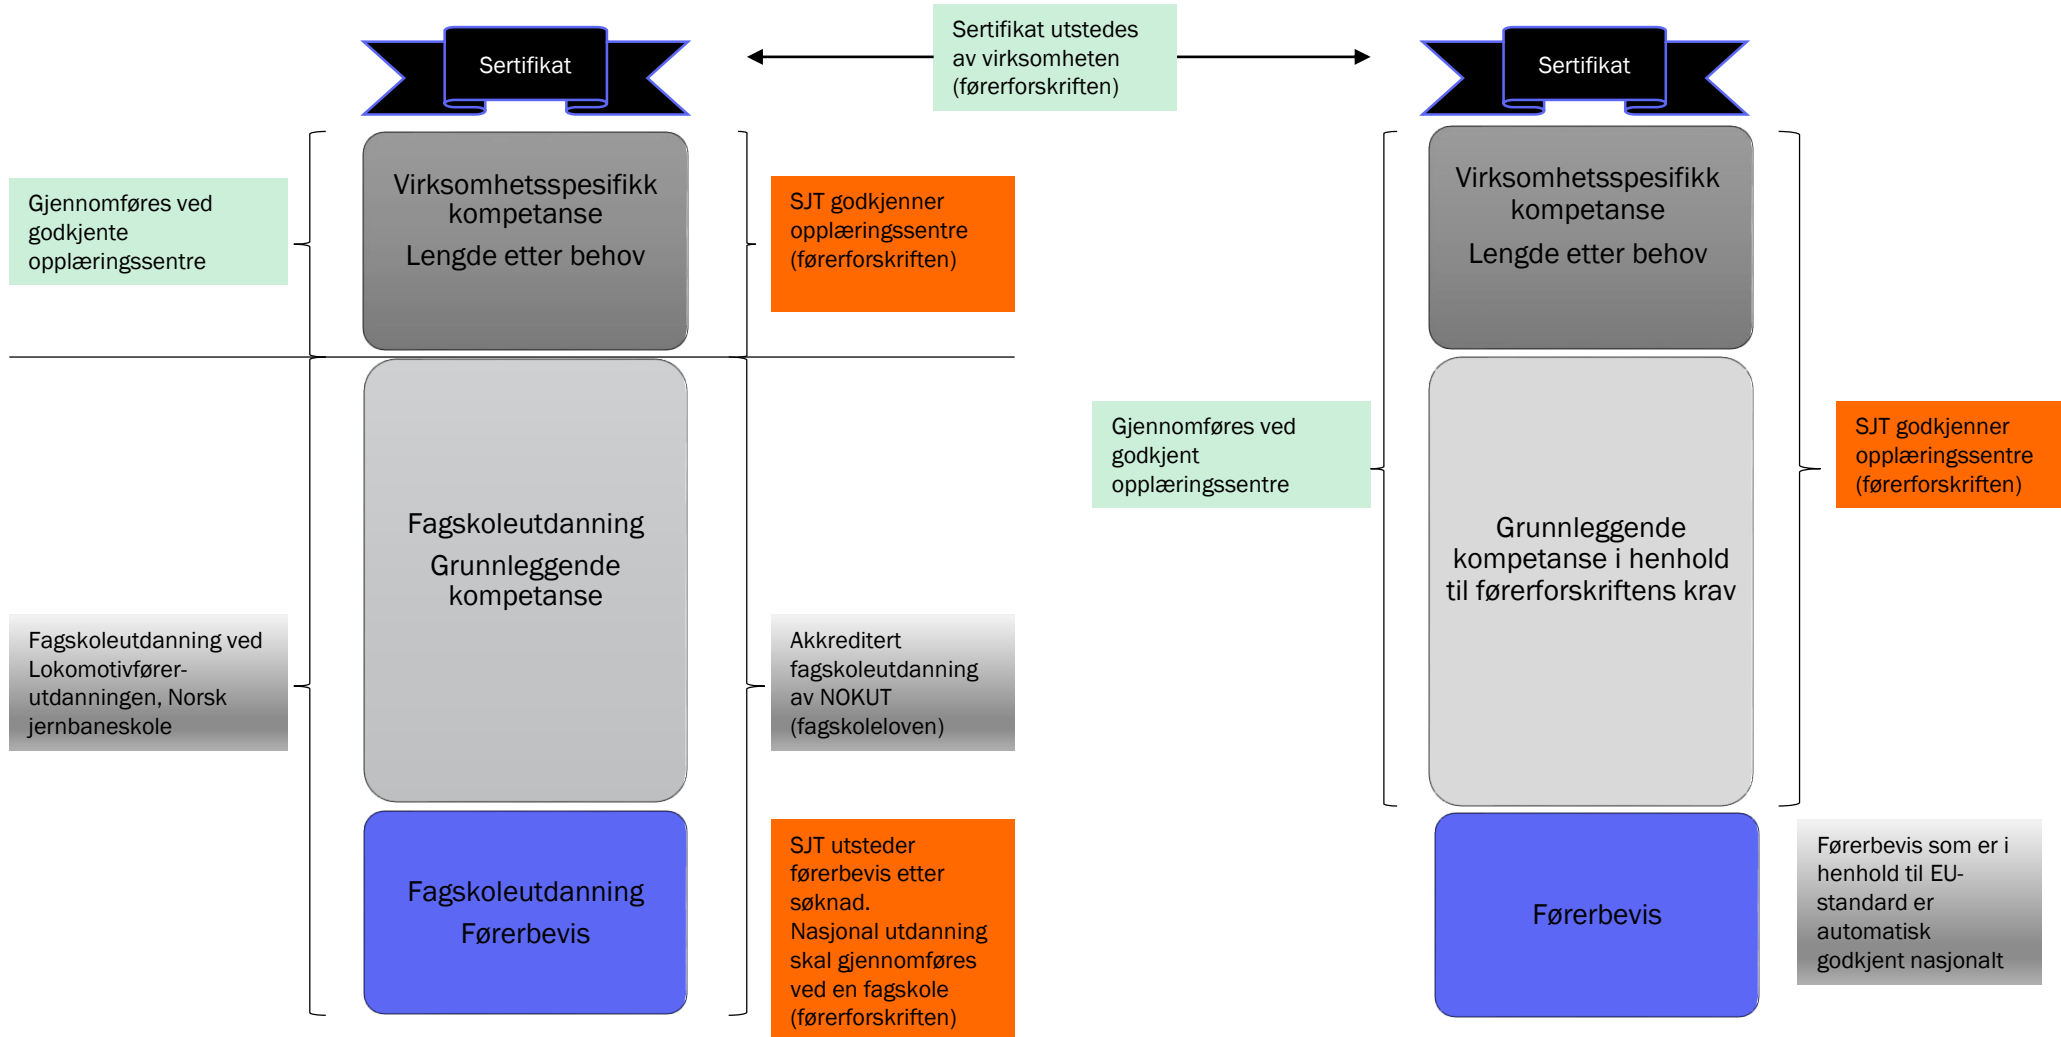 Sertifikat
Sertifikat utstedes
av virksomheten
(førerforskriften)
Sertifikat
Gjennomføres ved
godkjente
opplæringssentre
Virksomhetsspesifikk
kompetanse
Lengde etter behov
SJT godkjenner
opplæringssentre
(førerforskriften)
Fagskoleutdanning
Grunnleggende
kompetanse
Fagskoleutdanning ved
Lokomotivfører-
utdanningen, Norsk
jernbaneskole
Akkreditert
fagskoleutdanning
av NOKUT
(fagskoleloven)
Fagskoleutdanning
Førerbevis
SJT utsteder
førerbevis etter
søknad.
Nasjonal utdanning
skal gjennomføres
ved en fagskole
(førerforskriften)
Virksomhetsspesifikk
kompetanse
Lengde etter behov
Gjennomføres ved
godkjent
opplæringssentre
Grunnleggende
kompetanse i henhold
til førerforskriftens krav
SJT godkjenner
opplæringssentre
(førerforskriften)
Førerbevis
Førerbevis som er i
henhold til EU-
standard er
automatisk
godkjent nasjonalt